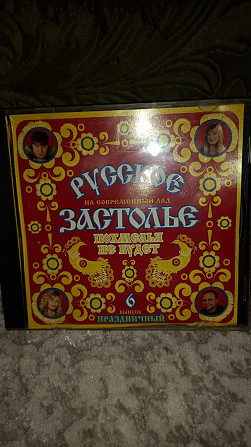 РУССКОЕ
НА СОВРЕМЕННЫЙ ЛАД
ЗАСТОЛЬЕ
ПОХМЕЛЬЯ
НЕ БУДЕТ
6
ВЫПУСК
ПРАЗДНИЧНЫЙ